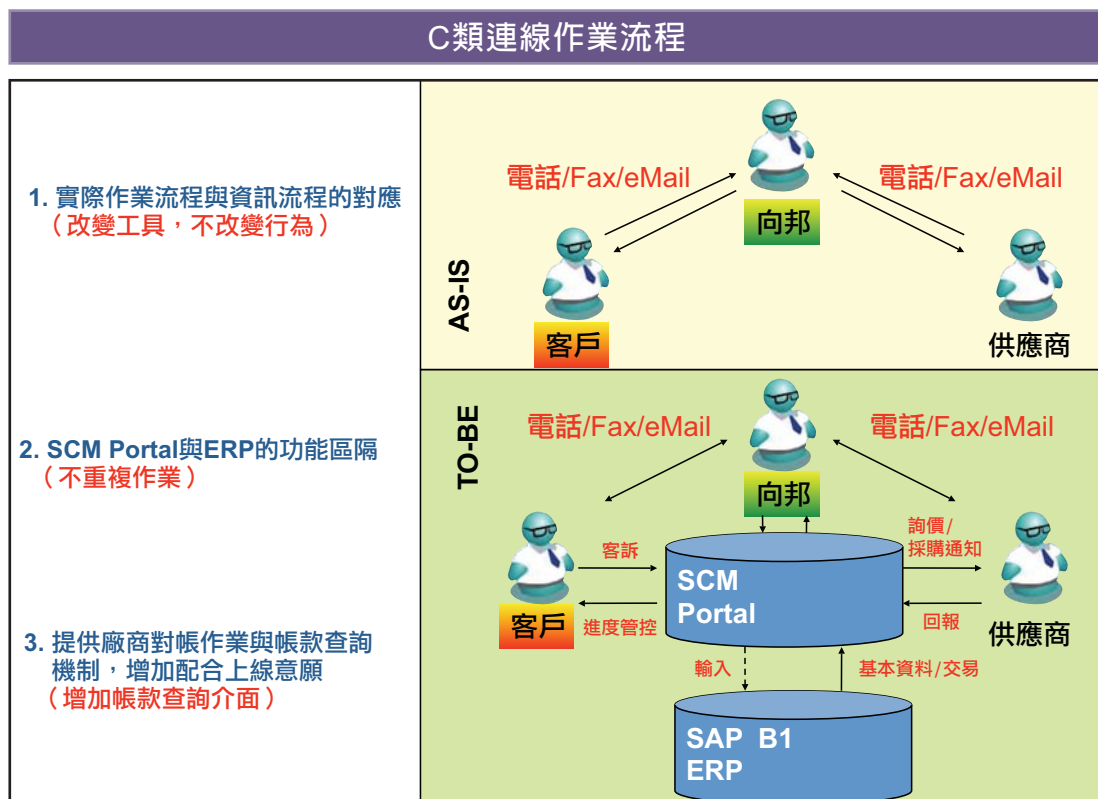 C類連線作業流程
1. 實際作業流程與資訊流程的對應
（改變工具，不改變行為）
2. SCM Portal與ERP的功能區隔
（不重複作業）
3. 提供廠商對帳作業與帳款查詢
機制，增加配合上線意願
（增加帳款查詢介面）
AS-IS
電話/Fax/eMail
電話/Fax/eMail
向邦
客戶
供應商
TO-BE
電話/Fax/eMail
電話/Fax/eMail
向邦
客訴
詢價/
採購通知
SCM
Portal
客戶
進度管控
回報
供應商
輸入
基本資料/交易
SAP B1
ERP